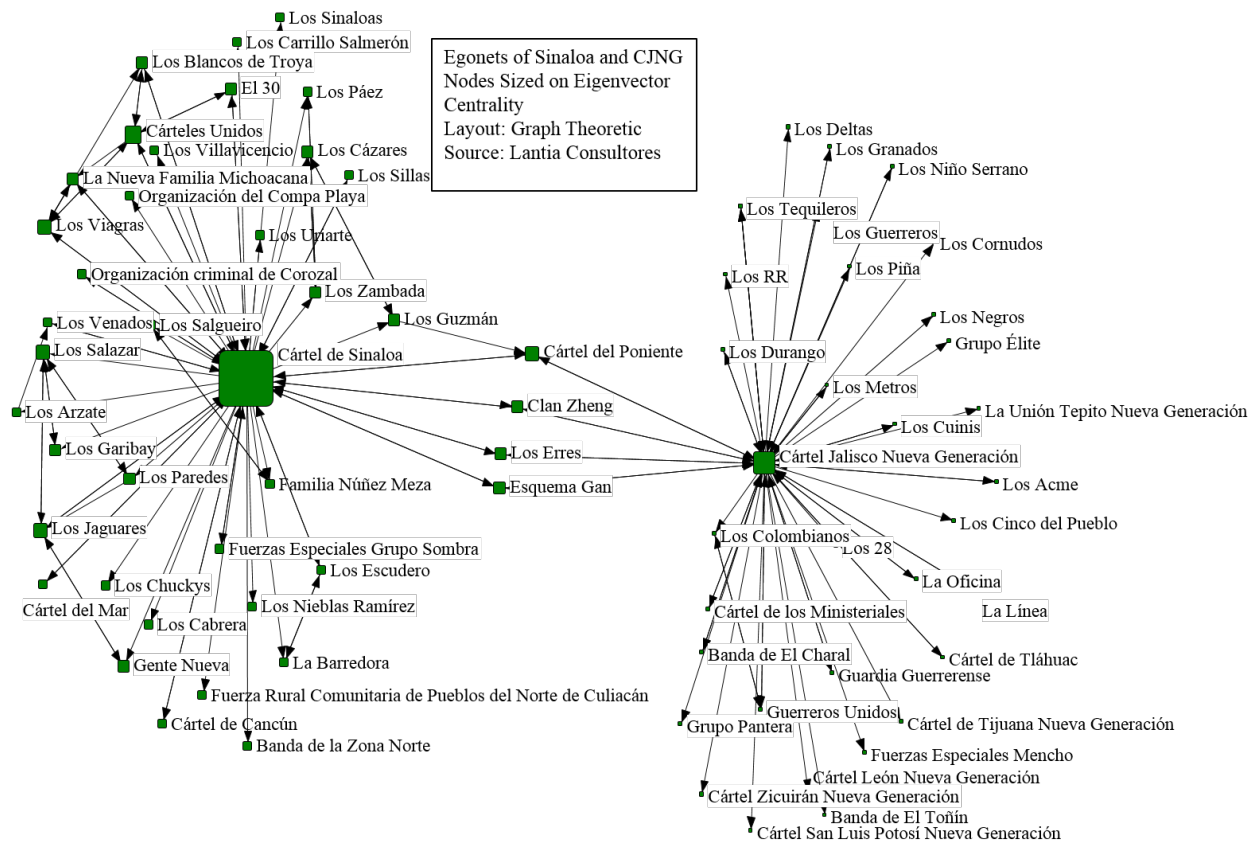 Los Sinaloas
Los Carrillo Salmerón
Los Blancos de Troya
El 30
Los Páez
Cárteles Unidos
Los Villavicencio
Los Cázares
La Nueva Familia Michoacana
Los Sillas
Organización del Compa Playa
Los Viagras
Los Uriarte
Organización criminal de Corozal
Los Zambada
Los Venados
Los Salgueiro
Los Guzmán
Los Salazar
Cártel de Sinaloa
Cártel del Poniente
Los Arzate
Clan Zheng
Los Garibay
Los Erres
Los Paredes
Familia Núñez Meza
Esquema Gan
Los Jaguares
Fuerzas Especiales Grupo Sombra
Los Escudero
Los Chuckys
Cártel del Mar
Los Nieblas Ramírez
Los Cabrera
Gente Nueva
La Barredora
Fuerza Rural Comunitaria de Pueblos del Norte de Culiacán
Cártel de Cancún
Banda de la Zona Norte
Egonets of Sinaloa and CJNG
Nodes Sized on Eigenvector
Centrality
Layout: Graph Theoretic
Source: Lantia Consultores
Los Deltas
Los Granados
Los Niño Serrano
Los Tequileros
Los Guerreros
Los Cornudos
Los RR
Los Piña
Los Negros
Grupo Élite
Los Durango
Los Metros
La Unión Tepito Nueva Generación
Los Cuinis
Cártel Jalisco Nueva Generación
Los Acme
Los Cinco del Pueblo
Los Colombianos
Los 28
La Oficina
La Línea
Cártel de los Ministeriales
Banda de El Charal
Cártel de Tláhuac
Guardia Guerrerense
Guerreros Unidos
Grupo Pantera
Cártel de Tijuana Nueva Generación
Fuerzas Especiales Mencho
Cártel León Nueva Generación
Cártel Zicuirán Nueva Generación
Banda de El Toñín
Cártel San Luis Potosí Nueva Generación